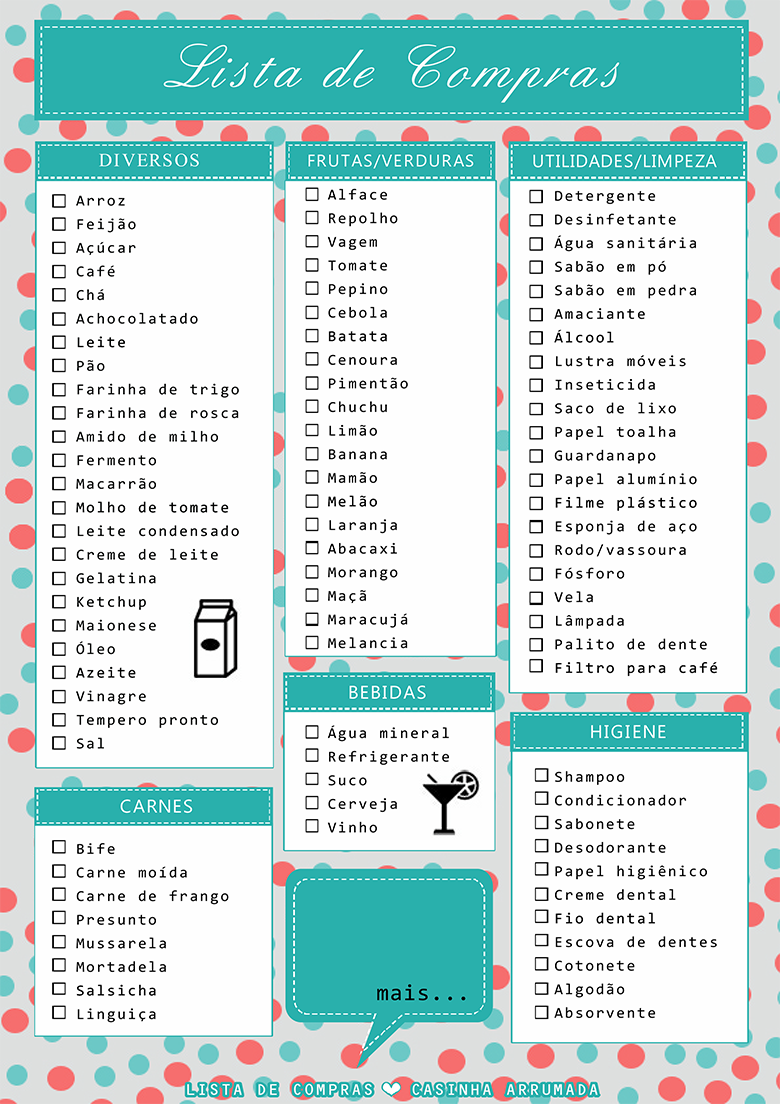 Lista de Compras
DIVERSOS
Arroz
Feijão
Açúcar
Café
Chá
Achocolatado
Leite
Pão
Farinha de trigo
Farinha de rosca
Amido de milho
Fermento
Macarrão
Molho de tomate
Leite condensado
Creme de leite
Gelatina
Ketchup
Maionese
Óleo
Azeite
Vinagre
Tempero pronto
Sal
CARNES
Bife
Carne moída
Carne de frango
Presunto
Mussarela
Mortadela
Salsicha
Linguiça
FRUTAS/VERDURAS
Alface
Repolho
Vagem
Tomate
Pepino
Cebola
Batata
Cenoura
Pimentão
Chuchu
Limão
Banana
Mamão
Melão
Laranja
Abacaxi
Morango
Maçã
Maracujá
Melancia
BEBIDAS
Água mineral
Refrigerante
Suco
Cerveja
Vinho
mais...
UTILIDADES/LIMPEZA
Detergente
Desinfetante
Água sanitária
Sabão em pó
Sabão em pedra
Amaciante
Álcool
Lustra móveis
Inseticida
Saco de lixo
Papel toalha
Guardanapo
Papel alumínio
Filme plástico
Esponja de aço
Rodo/vassoura
Fósforo
Vela
Lâmpada
Palito de dente
Filtro para café
HIGIENE
Shampoo
Condicionador
Sabonete
Desodorante
Papel higiênico
Creme dental
Fio dental
Escova de dentes
Cotonete
Algodão
Absorvente
LISTA DE COMPRAS ❤ CASINHA ARRUMADA